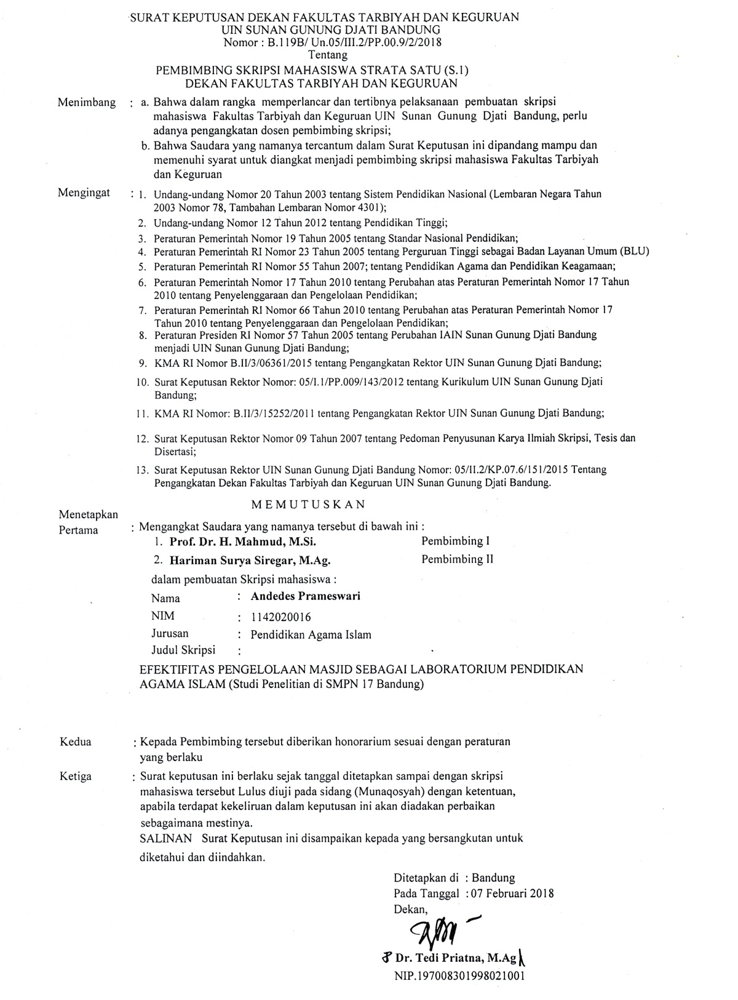 SURAT KEPUTUSAN DEKAN FAKULTAS TARBIYAH DAN KEGURUAN
UIN SUNAN GUNUNG DJATI BANDUNG
Nomor : B.119B/ Un.05/III.2/PP.00.9/2/2018
Tentang
PEMBIMBING SKRIPSI MAHASISWA STRATA SATU (S.1)
DEKAN FAKULTAS TARBIYAH DAN KEGURUAN
Menimbang : a. Bahwa dalam rangka memperlancar dan tertibnya pelaksanaan pembuatan skripsi
mahasiswa Fakultas Tarbiyah dan Keguruan UIN Sunan Gunung Djati Bandung, perlu
adanya pengangkatan dosen pembimbing skripsi;
b. Bahwa Saudara yang namanya tercantum dalam Surat Keputusan ini dipandang mampu dan
memenuhi syarat untuk diangkat menjadi pembimbing skripsi mahasiswa Fakultas Tarbiyah
dan Keguruan
Mengingat : 1. Undang-undang Nomor 20 Tahun 2003 tentang Sistem Pendidikan Nasional (Lembaran Negara Tahun
2003 Nomor 78, Tambahan Lembaran Nomor 4301);
2. Undang-undang Nomor 12 Tahun 2012 tentang Pendidikan Tinggi;
3. Peraturan Pemerintah Nomor 19 Tahun 2005 tentang Standar Nasional Pendidikan;
4. Peraturan Pemerintah RI Nomor 23 Tahun 2005 tentang Perguruan Tinggi sebagai Badan Layanan Umum (BLU)
5. Peraturan Pemerintah RI Nomor 55 Tahun 2007; tentang Pendidikan Agama dan Pendidikan Keagamaan;
6. Peraturan Pemerintah Nomor 17 Tahun 2010 tentang Perubahan atas Peraturan Pemerintah Nomor 17 Tahun
2010 tentang Penyelenggaraan dan Pengelolaan Pendidikan;
7. Peraturan Pemerintah RI Nomor 66 Tahun 2010 tentang Perubahan atas Peraturan Pemerintah Nomor 17
Tahun 2010 tentang Penyelenggaraan dan Pengelolaan Pendidikan;
8. Peraturan Presiden RI Nomor 57 Tahun 2005 tentang Perubahan IAIN Sunan Gunung Djati Bandung
menjadi UIN Sunan Gunung Djati Bandung;
9. KMA RI Nomor B.II/3/06361/2015 tentang Pengangkatan Rektor UIN Sunan Gunung Djati Bandung;
10. Surat Keputusan Rektor Nomor: 05/I.1/PP.009/143/2012 tentang Kurikulum UIN Sunan Gunung Djati
Bandung;
11. KMA RI Nomor: B.II/3/15252/2011 tentang Pengangkatan Rektor UIN Sunan Gunung Djati Bandung;
12. Surat Keputusan Rektor Nomor 09 Tahun 2007 tentang Pedoman Penyusunan Karya Ilmiah Skripsi, Tesis dan
Disertasi;
13. Surat Keputusan Rektor UIN Sunan Gunung Djati Bandung Nomor: 05/II.2/KP.07.6/151/2015 Tentang
Pengangkatan Dekan Fakultas Tarbiyah dan Keguruan UIN Sunan Gunung Djati Bandung.
M E M U T U S K A N
Menetapkan
Pertama : Mengangkat Saudara yang namanya tersebut di bawah ini :
1. Prof. Dr. H. Mahmud, M.Si. Pembimbing I
2. Hariman Surya Siregar, M.Ag. Pembimbing II
dalam pembuatan Skripsi mahasiswa :
Nama : Andedes Prameswari
NIM : 1142020016
Jurusan : Pendidikan Agama Islam
Judul Skripsi :
EFEKTIFITAS PENGELOLAAN MASJID SEBAGAI LABORATORIUM PENDIDIKAN
AGAMA ISLAM (Studi Penelitian di SMPN 17 Bandung)
Kedua : Kepada Pembimbing tersebut diberikan honorarium sesuai dengan peraturan
yang berlaku
Ketiga : Surat keputusan ini berlaku sejak tanggal ditetapkan sampai dengan skripsi
mahasiswa tersebut Lulus diuji pada sidang (Munaqosyah) dengan ketentuan,
apabila terdapat kekeliruan dalam keputusan ini akan diadakan perbaikan
sebagaimana mestinya.
SALINAN Surat Keputusan ini disampaikan kepada yang bersangkutan untuk
diketahui dan diindahkan.
Ditetapkan di : Bandung
Pada Tanggal : 07 Februari 2018
Dekan,
Dr. Tedi Priatna, M.Ag
NIP.197008301998021001